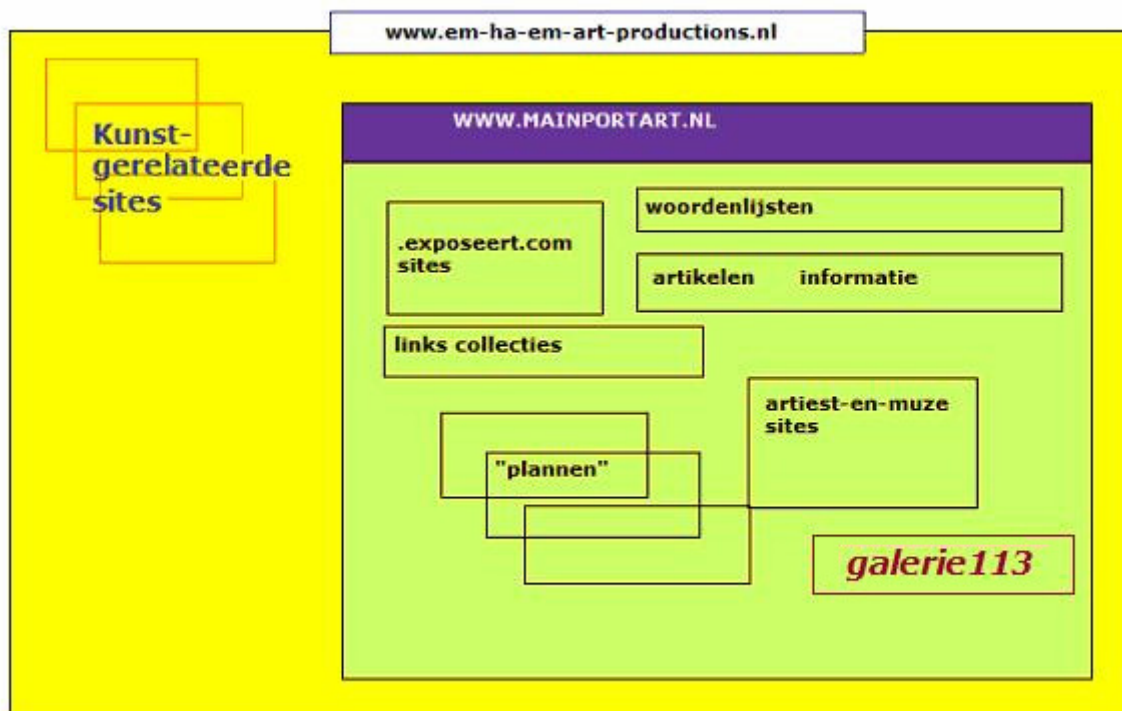 www.em-ha-em-art-productions.nl
Kunst-
gerelateerde
sites
WWW.MAINPORTART.NL
.exposeert.com
sites
woordenlijsten
artikelen informatie
links collecties
artiest-en-muze
sites
"plannen"
galerie113